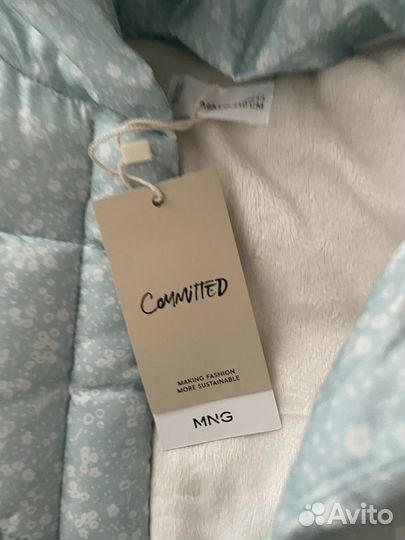 COMMITTED
MAKING FASHION
MORE SUSTAINABLE
MNG
Avito